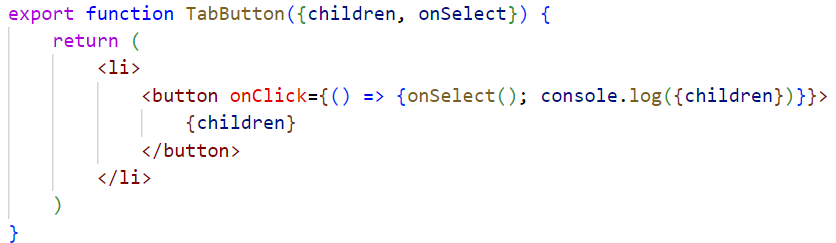 export function TabButton({children, onSelect}) {
    return (
        <li>
            <button onClick={() => {onSelect(); console.log({children})}}>
                {children}
            </button>
        </li>
    )
}